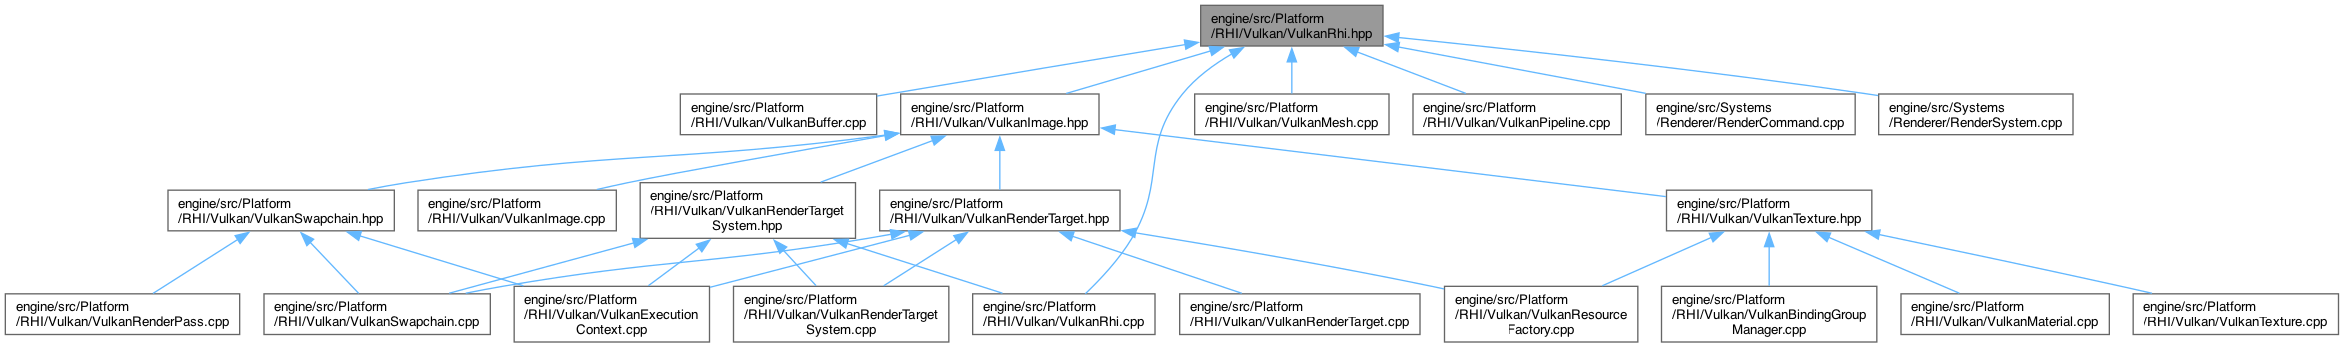 engine/src/Platform
/RHI/Vulkan/VulkanRhi.hpp
engine/src/Platform
/RHI/Vulkan/VulkanBuffer.cpp
engine/src/Platform
/RHI/Vulkan/VulkanImage.hpp
engine/src/Platform
/RHI/Vulkan/VulkanMesh.cpp
engine/src/Platform
/RHI/Vulkan/VulkanPipeline.cpp
engine/src/Systems
/Renderer/RenderCommand.cpp
engine/src/Systems
/Renderer/RenderSystem.cpp
engine/src/Platform
/RHI/Vulkan/VulkanSwapchain.hpp
engine/src/Platform
/RHI/Vulkan/VulkanImage.cpp
engine/src/Platform
/RHI/Vulkan/VulkanRenderTarget
System.hpp
engine/src/Platform
/RHI/Vulkan/VulkanRenderTarget.hpp
engine/src/Platform
/RHI/Vulkan/VulkanTexture.hpp
engine/src/Platform
/RHI/Vulkan/VulkanRenderPass.cpp
engine/src/Platform
/RHI/Vulkan/VulkanSwapchain.cpp
engine/src/Platform
/RHI/Vulkan/VulkanExecution
Context.cpp
engine/src/Platform
/RHI/Vulkan/VulkanRenderTarget
System.cpp
engine/src/Platform
/RHI/Vulkan/VulkanRhi.cpp
engine/src/Platform
/RHI/Vulkan/VulkanRenderTarget.cpp
engine/src/Platform
/RHI/Vulkan/VulkanResource
Factory.cpp
engine/src/Platform
/RHI/Vulkan/VulkanBindingGroup
Manager.cpp
engine/src/Platform
/RHI/Vulkan/VulkanMaterial.cpp
engine/src/Platform
/RHI/Vulkan/VulkanTexture.cpp